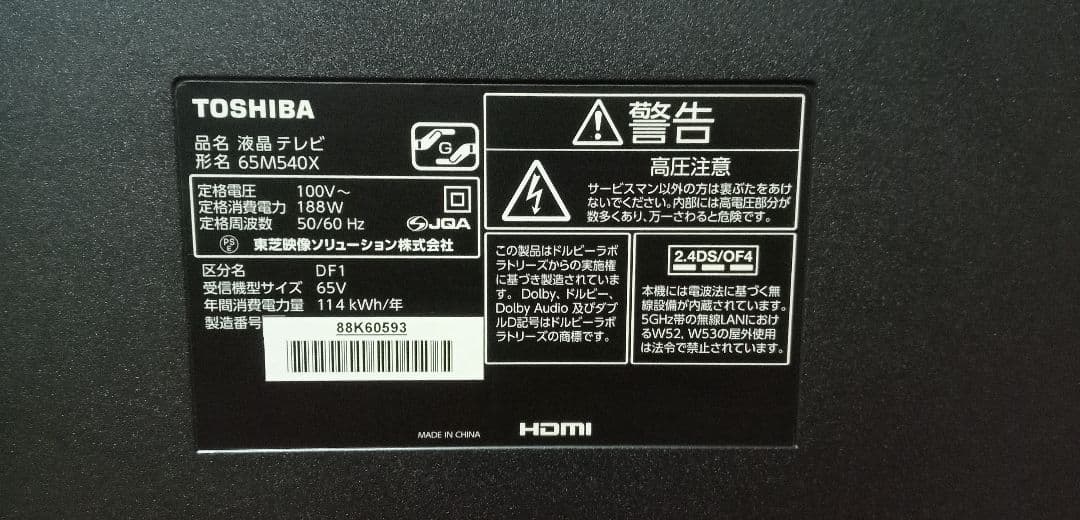 TOSHIBA
品名 液晶テレビ
形名 65M540X
G
定格電圧 100V～
定格消費電力 188W
定格周波数 50/60 Hz
JQA
PSE 東芝映像ソリューション株式会社
区分名 DF1
受信機型サイズ 65V
年間消費電力量 114 kWh/年
製造番号
88K60593
MADE IN CHINA
警告
高圧注意
サービスマン以外の方は裏ぶたをあけ
ないでください。内部には高電圧部分が
数多くあり、万一さわると危険です。
この製品はドルビーラボ
ラトリーズからの実施権
に基づき製造されていま
す。Dolby、ドルビー、
Dolby Audio 及びダブ
ルD記号はドルビーラボ
ラトリーズの商標です。
2.4DS/OF4
本機には電波法に基づく無
線設備が内蔵されています。
5GHz帯の無線LANにおけ
るW52, W53の屋外使用
は法令で禁止されています。
HDMI